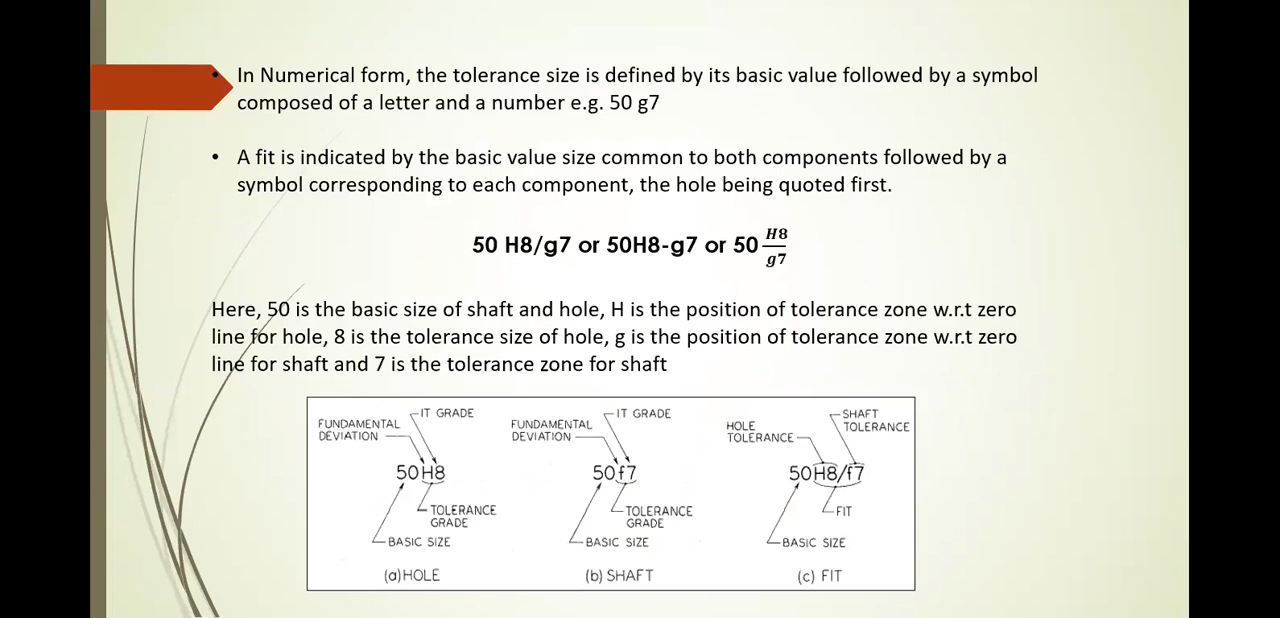 • In Numerical form, the tolerance size is defined by its basic value followed by a symbol
composed of a letter and a number e.g. 50 g7
• A fit is indicated by the basic value size common to both components followed by a
symbol corresponding to each component, the hole being quoted first.
50 H8/g7 or 50H8-g7 or 50 H8/g7
Here, 50 is the basic size of shaft and hole, H is the position of tolerance zone w.r.t zero
line for hole, 8 is the tolerance size of hole, g is the position of tolerance zone w.r.t zero
line for shaft and 7 is the tolerance zone for shaft
FUNDAMENTAL
DEVIATION
IT GRADE
50H8
TOLERANCE
GRADE
BASIC SIZE
(a)HOLE
FUNDAMENTAL
DEVIATION
IT GRADE
50f7
TOLERANCE
GRADE
BASIC SIZE
(b) SHAFT
HOLE
TOLERANCE
SHAFT
TOLERANCE
50H8/f7
FIT
BASIC SIZE
(c) FIT